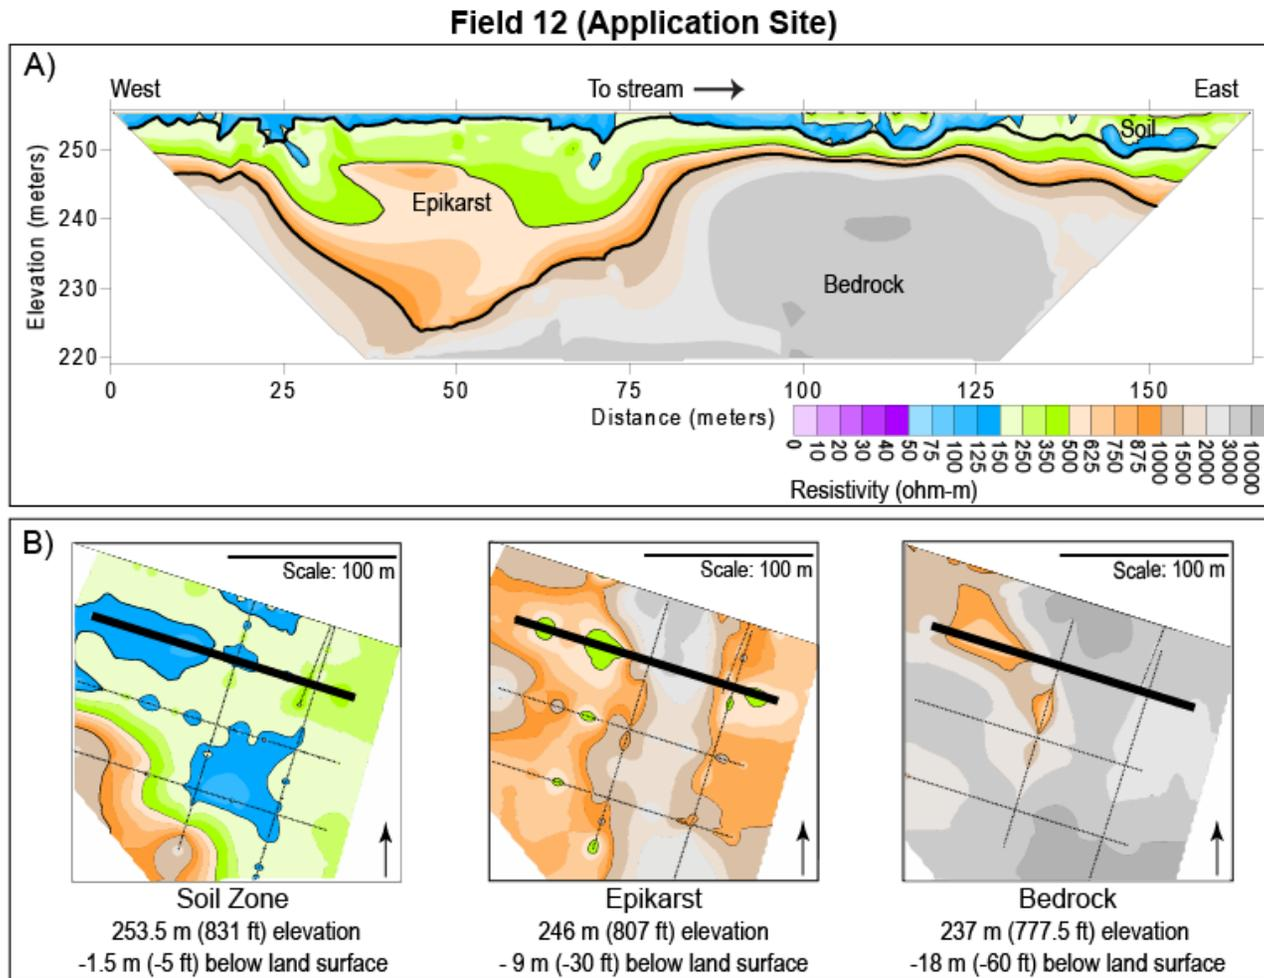 Field 12 (Application Site)
A)
West
To stream
East
Soil
Epikarst
Bedrock
Elevation (meters)
250
240
230
220
0 25 50 75 100 125 150
Distance (meters)
0 10 20 30 40 50 75 100 125 150 250 350 500 625 750 875 1000 1500 2000 3000 10000
Resistivity (ohm-m)
B)
Scale: 100 m
Soil Zone
253.5 m (831 ft) elevation
-1.5 m (-5 ft) below land surface
Scale: 100 m
Epikarst
246 m (807 ft) elevation
- 9 m (-30 ft) below land surface
Scale: 100 m
Bedrock
237 m (777.5 ft) elevation
-18 m (-60 ft) below land surface